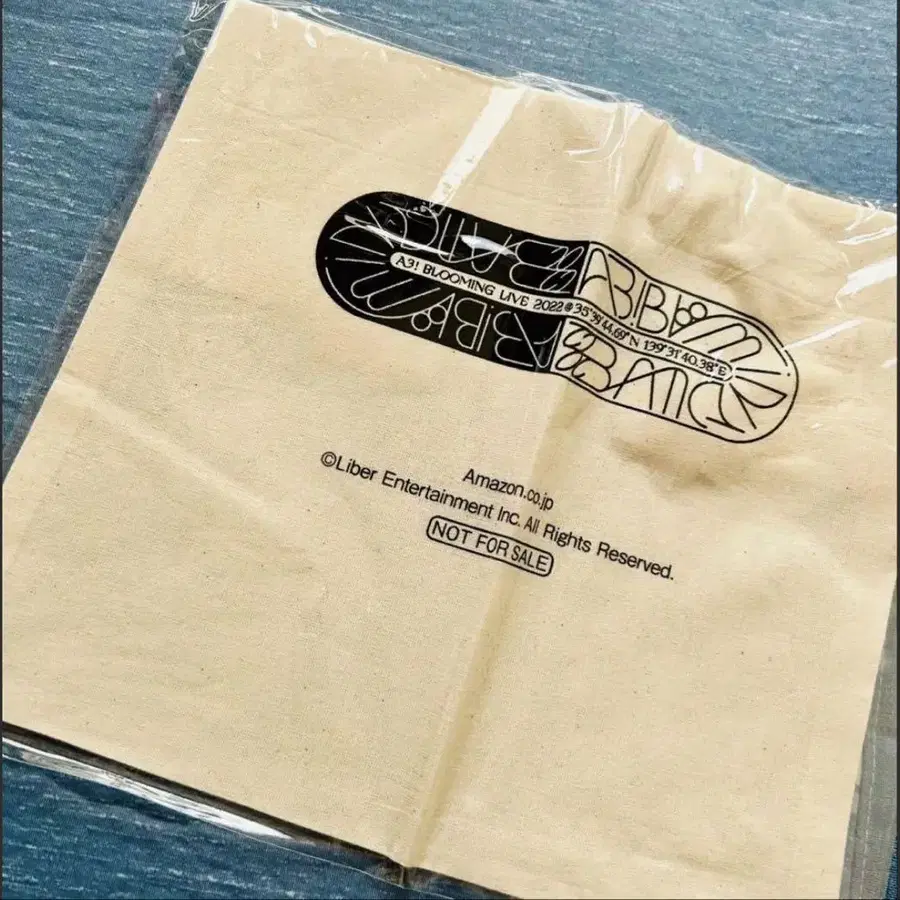 A3! BLOOMING LIVE 2022@35°39'44.69"N 139°31'40.38"E
Amazon.co.jp
©Liber Entertainment Inc. All Rights Reserved.
NOT FOR SALE